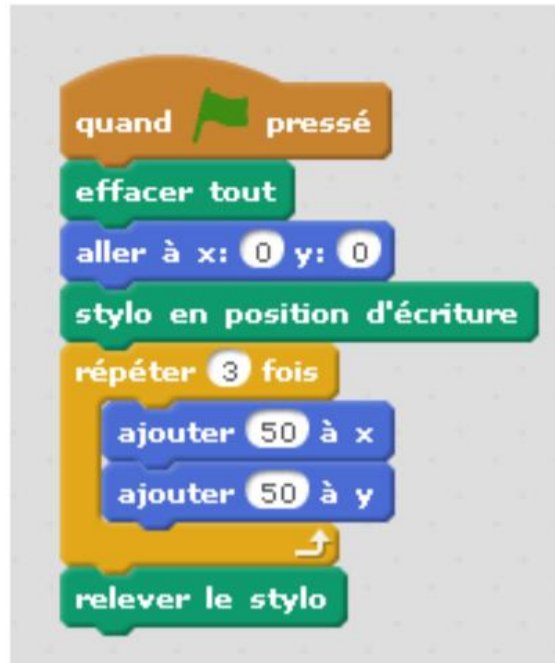 quand pressé
effacer tout
aller à x: 0 y: 0
stylo en position d'écriture
répéter 3 fois
ajouter 50 à x
ajouter 50 à y
relever le stylo